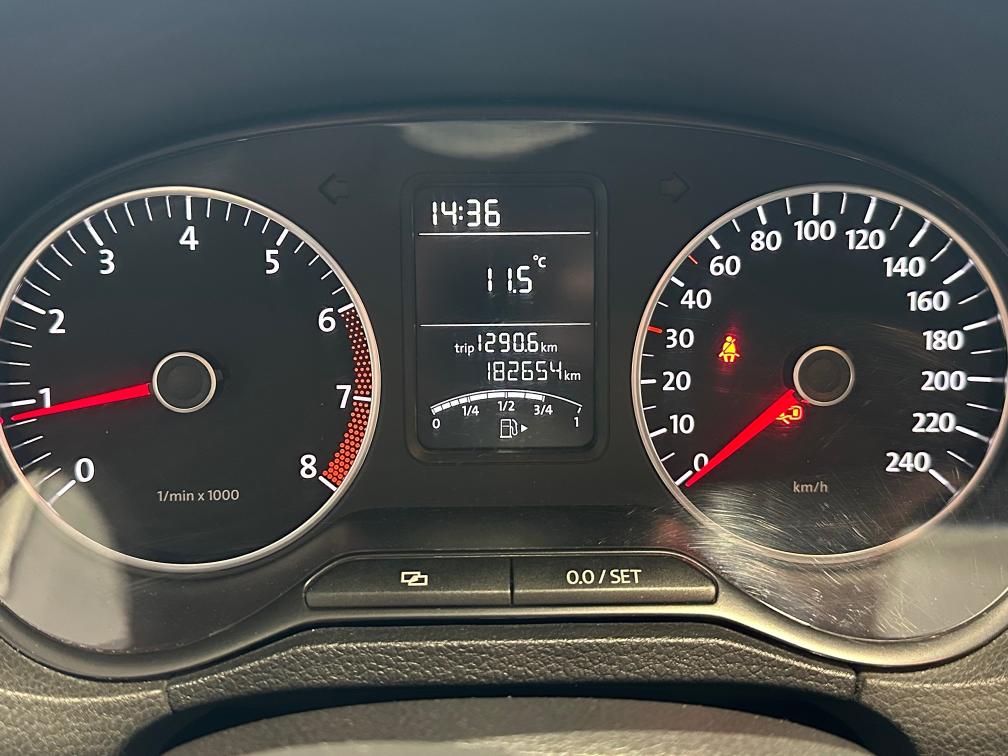 14:36
11.5 °C
trip 1290.6 km
182654 km
0 1/4 1/2 3/4 1
0 1 2 3 4 5 6 7 8
1/min x 1000
0 10 20 30 40 60 80 100 120 140 160 180 200 220 240
km/h
0.0 / SET